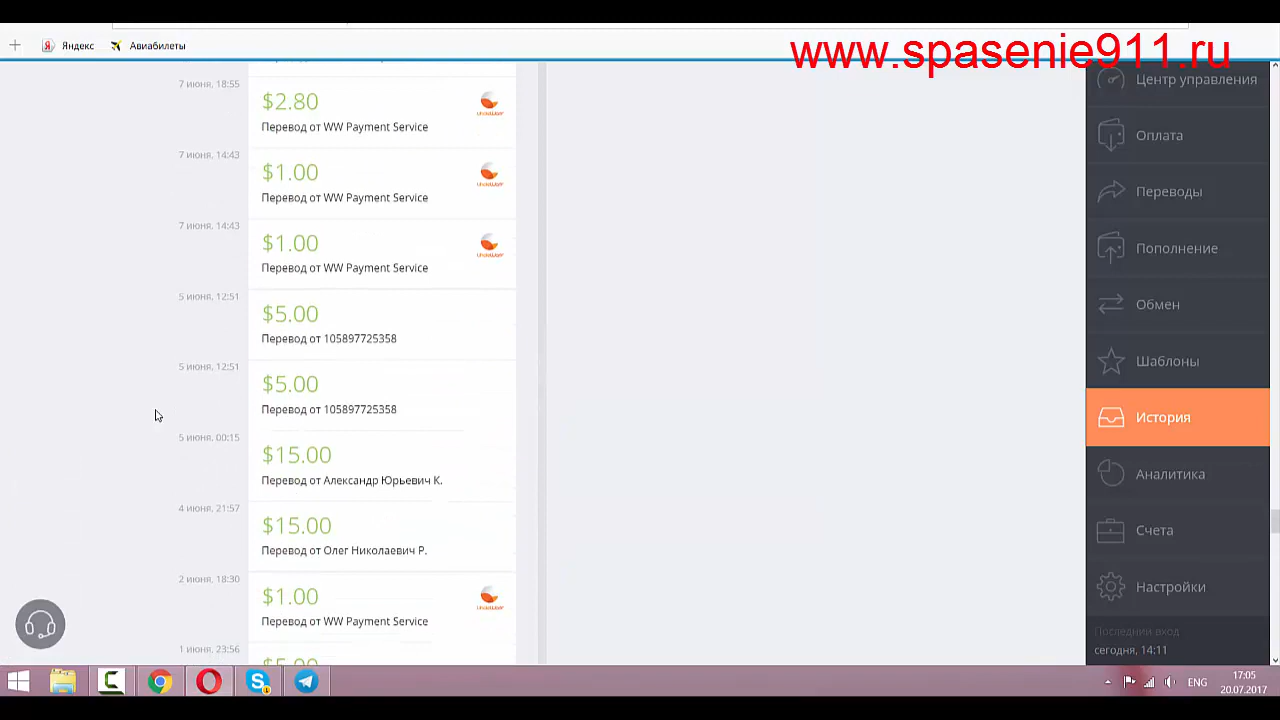 www.spasenie911.ru
Яндекс
Авиабилеты
7 июня, 18:55
$2.80
Перевод от WW Payment Service
7 июня, 14:43
$1.00
Перевод от WW Payment Service
7 июня, 14:43
$1.00
Перевод от WW Payment Service
5 июня, 12:51
$5.00
Перевод от 105897725358
5 июня, 12:51
$5.00
Перевод от 105897725358
5 июня, 00:15
$15.00
Перевод от Александр Юрьевич К.
4 июня, 21:57
$15.00
Перевод от Олег Николаевич Р.
2 июня, 18:30
$1.00
Перевод от WW Payment Service
1 июня, 23:56
$5.00
Центр управления
Оплата
Переводы
Пополнение
Обмен
Шаблоны
История
Аналитика
Счета
Настройки
Последний вход
сегодня, 14:11
ENG
17:05
20.07.2017